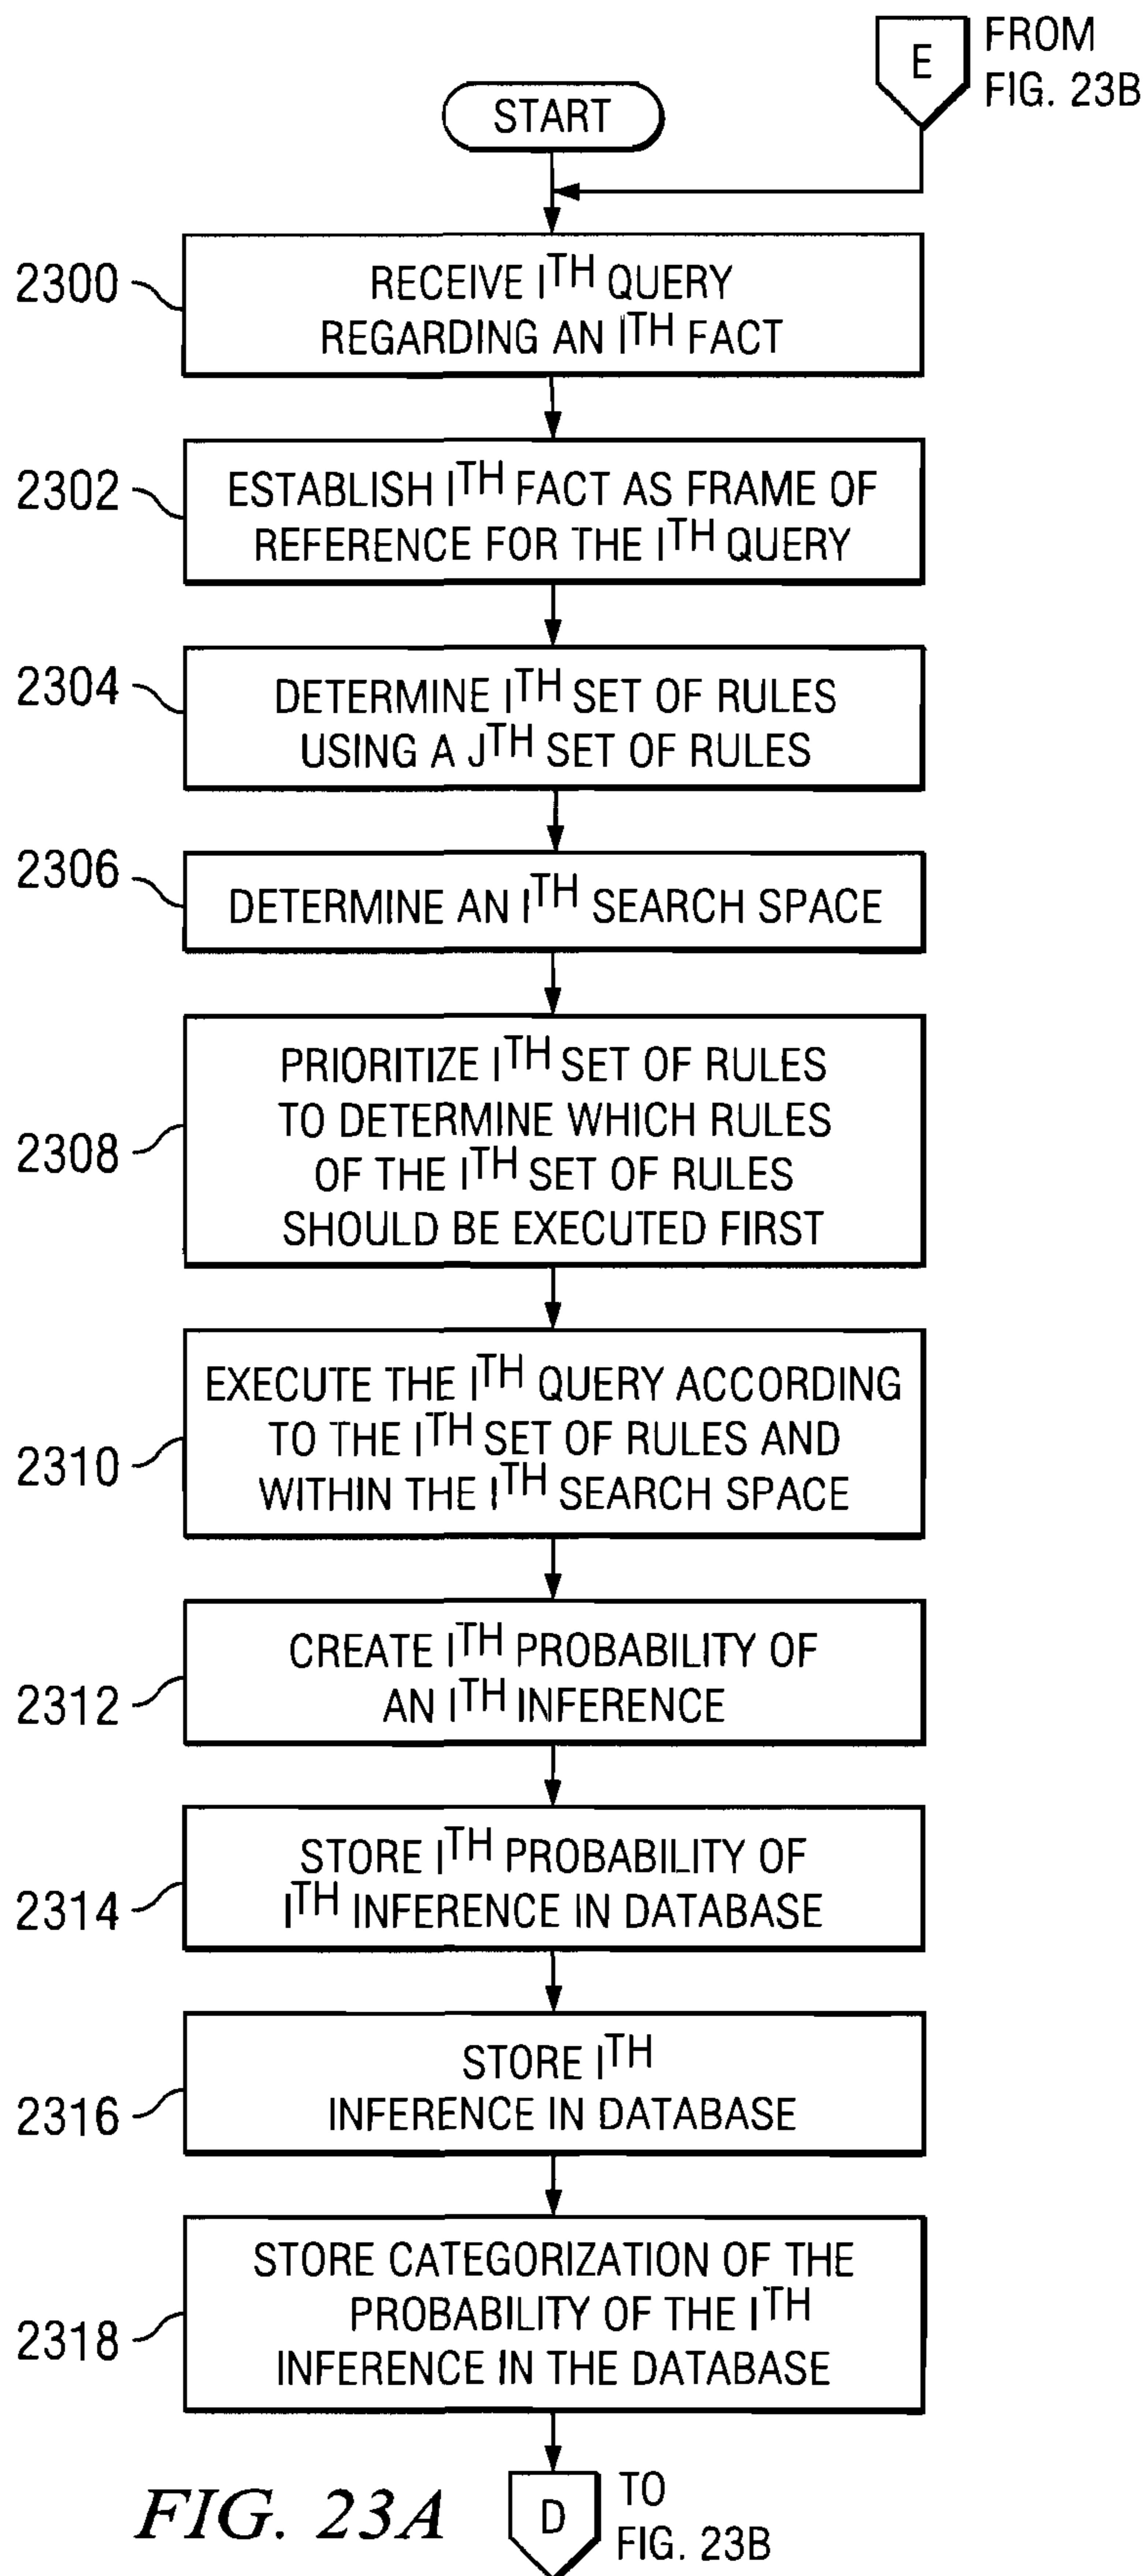 E
FROM
FIG. 23B
START
2300
RECEIVE ITH QUERY
REGARDING AN ITH FACT
2302
ESTABLISH ITH FACT AS FRAME OF
REFERENCE FOR THE ITH QUERY
2304
DETERMINE ITH SET OF RULES
USING A JTH SET OF RULES
2306
DETERMINE AN ITH SEARCH SPACE
2308
PRIORITIZE ITH SET OF RULES
TO DETERMINE WHICH RULES
OF THE ITH SET OF RULES
SHOULD BE EXECUTED FIRST
2310
EXECUTE THE ITH QUERY ACCORDING
TO THE ITH SET OF RULES AND
WITHIN THE ITH SEARCH SPACE
2312
CREATE ITH PROBABILITY OF
AN ITH INFERENCE
2314
STORE ITH PROBABILITY OF
ITH INFERENCE IN DATABASE
2316
STORE ITH
INFERENCE IN DATABASE
2318
STORE CATEGORIZATION OF THE
PROBABILITY OF THE ITH
INFERENCE IN THE DATABASE
FIG. 23A
D
TO
FIG. 23B